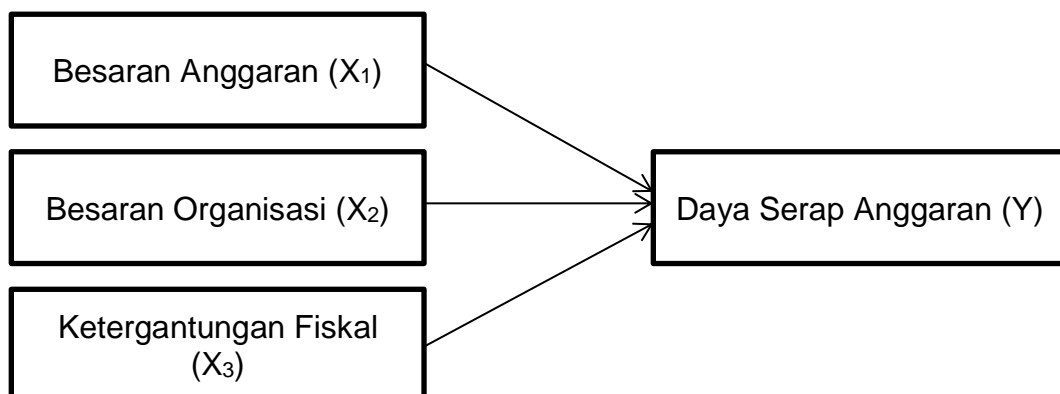 Besaran Anggaran (X₁)
Besaran Organisasi (X₂)
Daya Serap Anggaran (Y)
Ketergantungan Fiskal
(X₃)